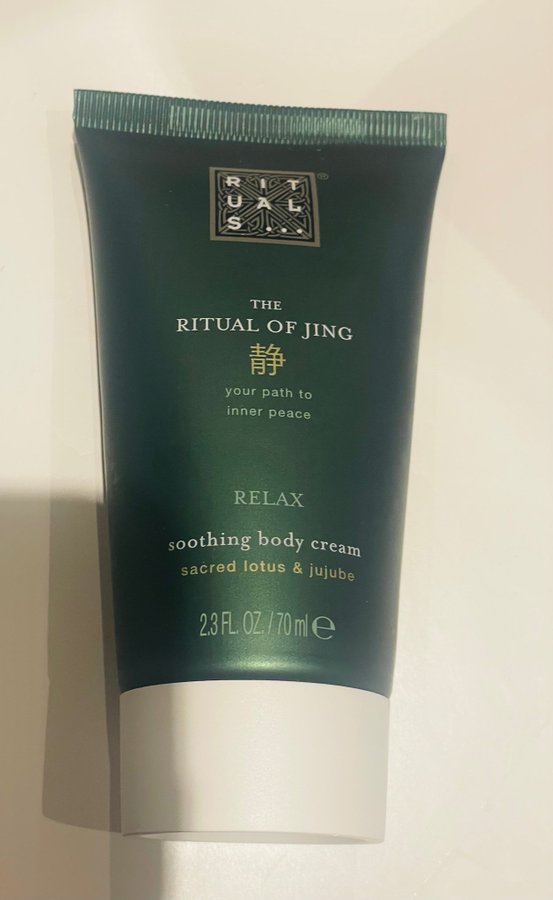 RIT
UAL
S...®
THE
RITUAL OF JING
静
your path to
inner peace
RELAX
soothing body cream
sacred lotus & jujube
2.3 FL. OZ. / 70 ml ℮